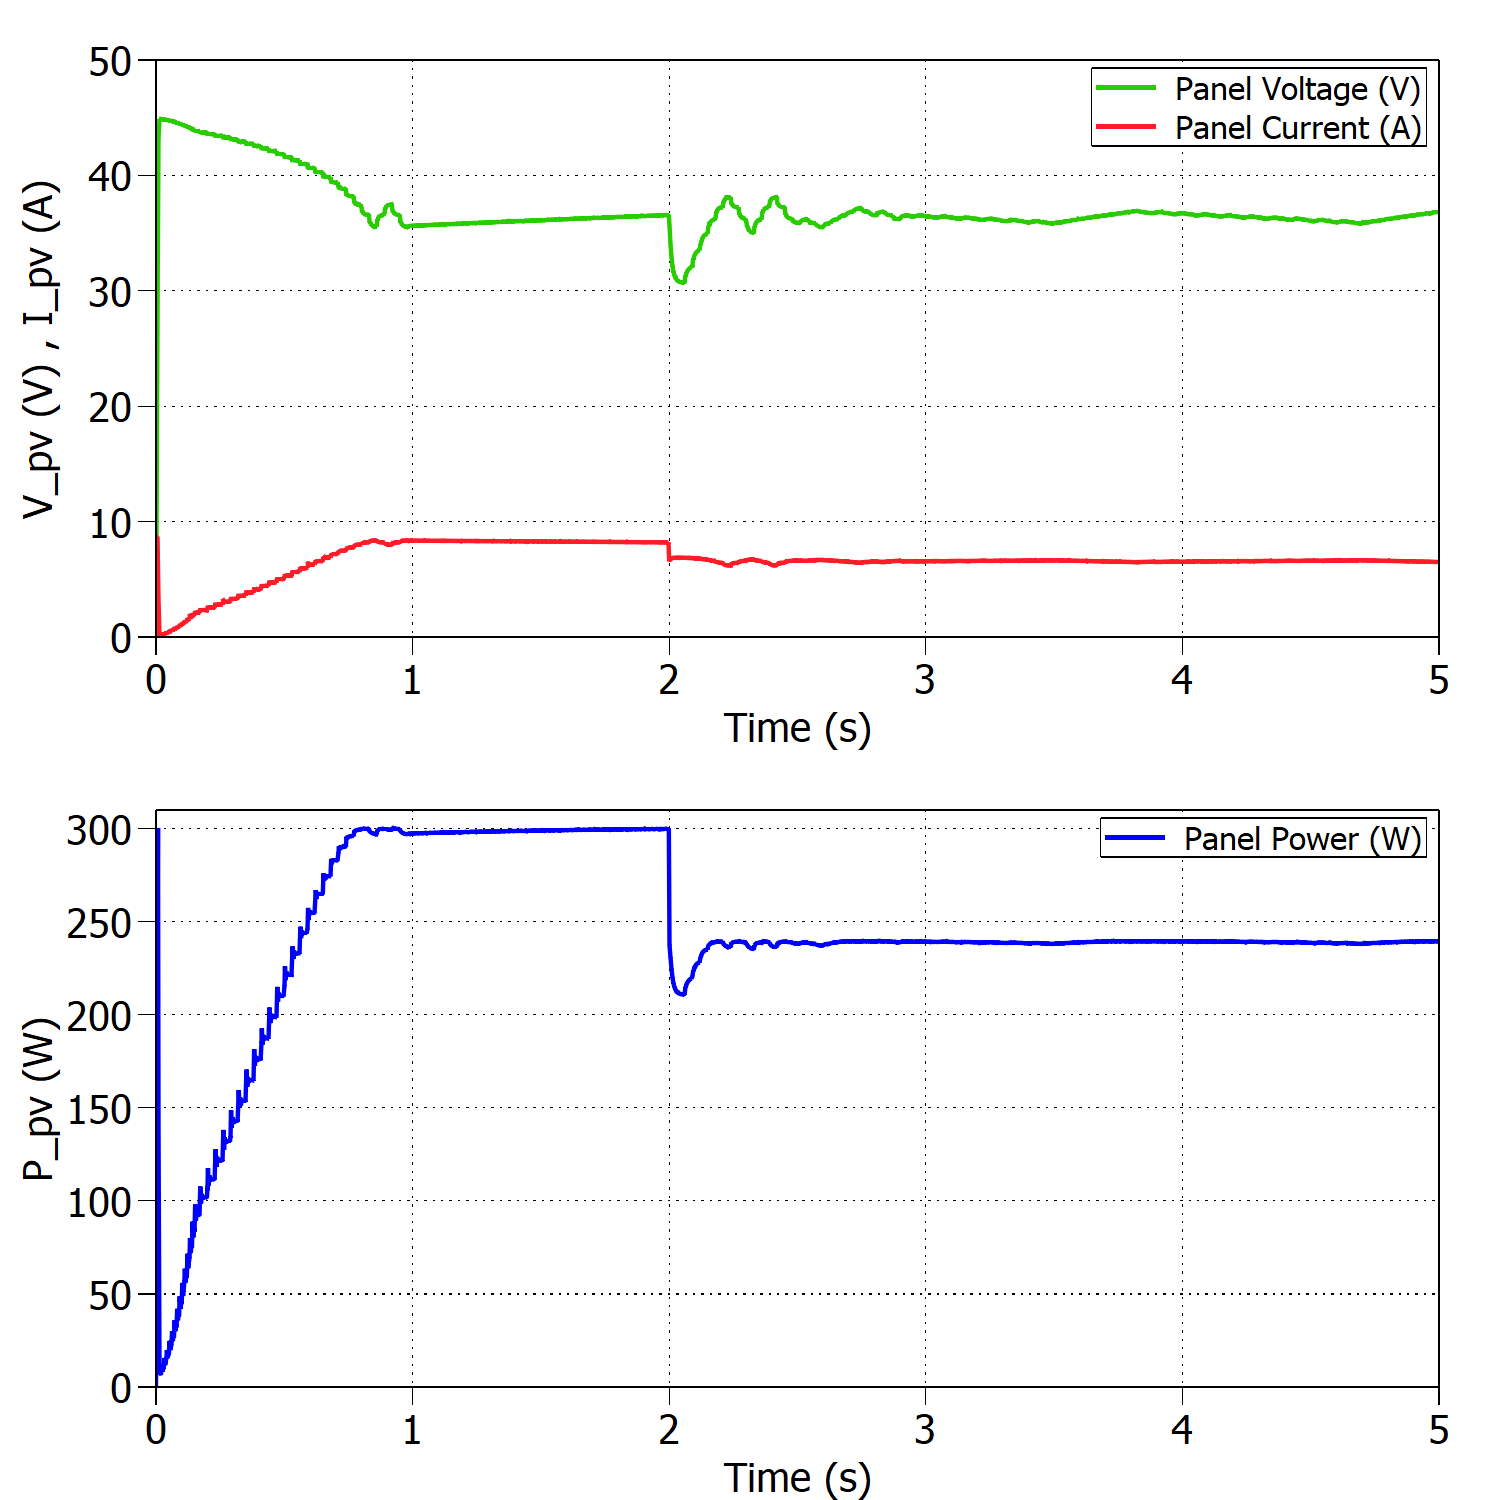 V_pv (V) , I_pv (A)
50
40
30
20
10
0
Panel Voltage (V)
Panel Current (A)
0 1 2 3 4 5
Time (s)
P_pv (W)
300
250
200
150
100
50
0
Panel Power (W)
0 1 2 3 4 5
Time (s)